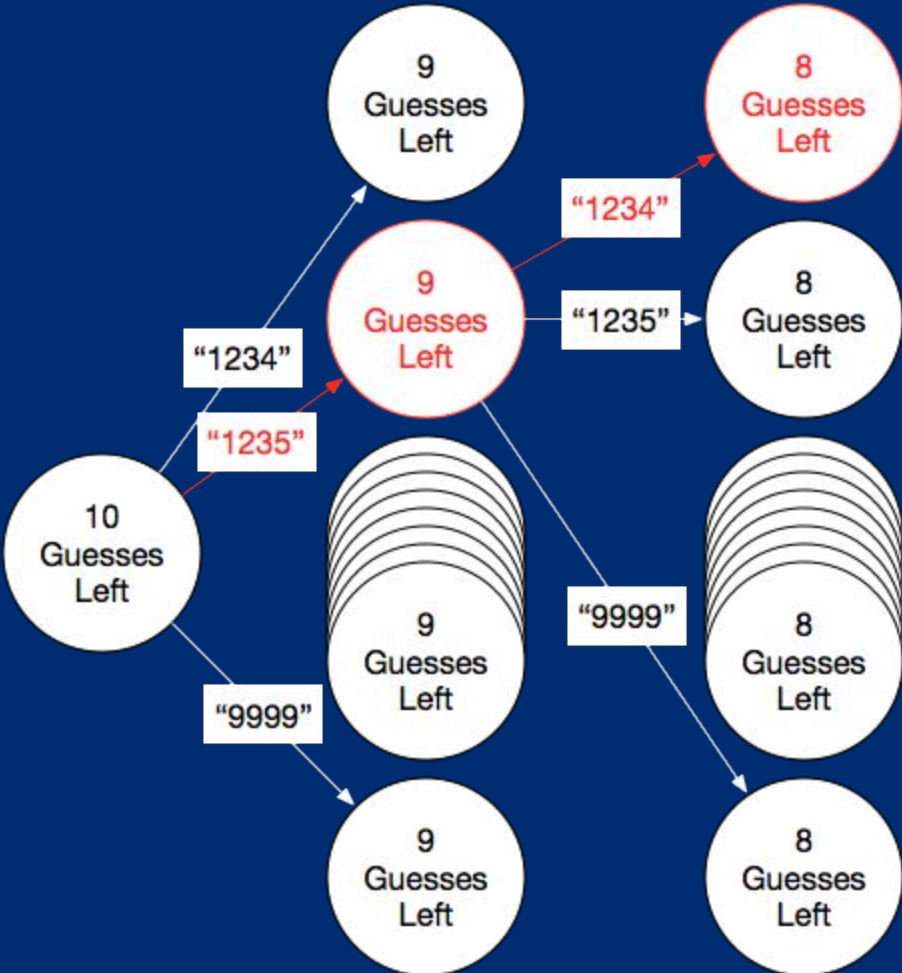 9
Guesses
Left
8
Guesses
Left
“1234”
9
Guesses
Left
“1235”
8
Guesses
Left
“1234”
“1235”
10
Guesses
Left
9
Guesses
Left
“9999”
8
Guesses
Left
“9999”
9
Guesses
Left
8
Guesses
Left